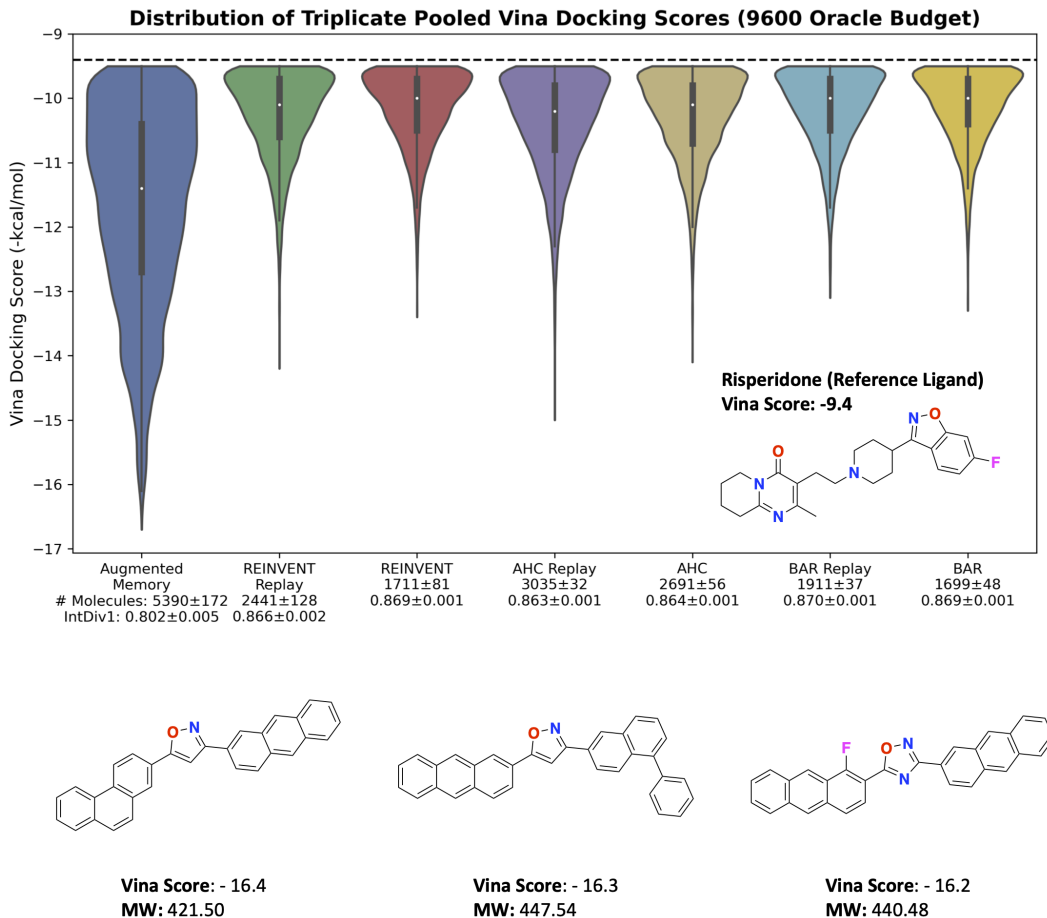 Distribution of Triplicate Pooled Vina Docking Scores (9600 Oracle Budget)
Vina Docking Score (-kcal/mol)
−9
−10
−11
−12
−13
−14
−15
−16
−17
Risperidone (Reference Ligand)
Vina Score: -9.4
N
O
F
O
N
N
N
Augmented
Memory
# Molecules: 5390±172
IntDiv1: 0.802±0.005
REINVENT
Replay
2441±128
0.866±0.002
REINVENT
1711±81
0.869±0.001
AHC Replay
3035±32
0.863±0.001
AHC
2691±56
0.864±0.001
BAR Replay
1911±37
0.870±0.001
BAR
1699±48
0.869±0.001
O N
O N
F
O N
N
Vina Score: - 16.4
MW: 421.50
Vina Score: - 16.3
MW: 447.54
Vina Score: - 16.2
MW: 440.48